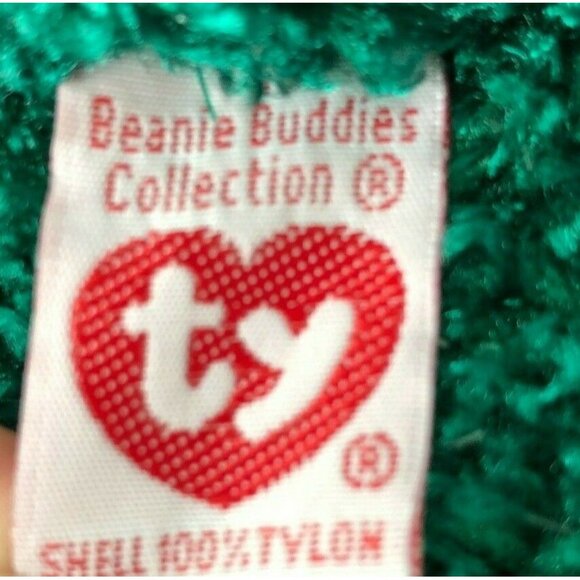 Beanie Buddies
Collection ®
ty
®
SHELL 100% TYLON